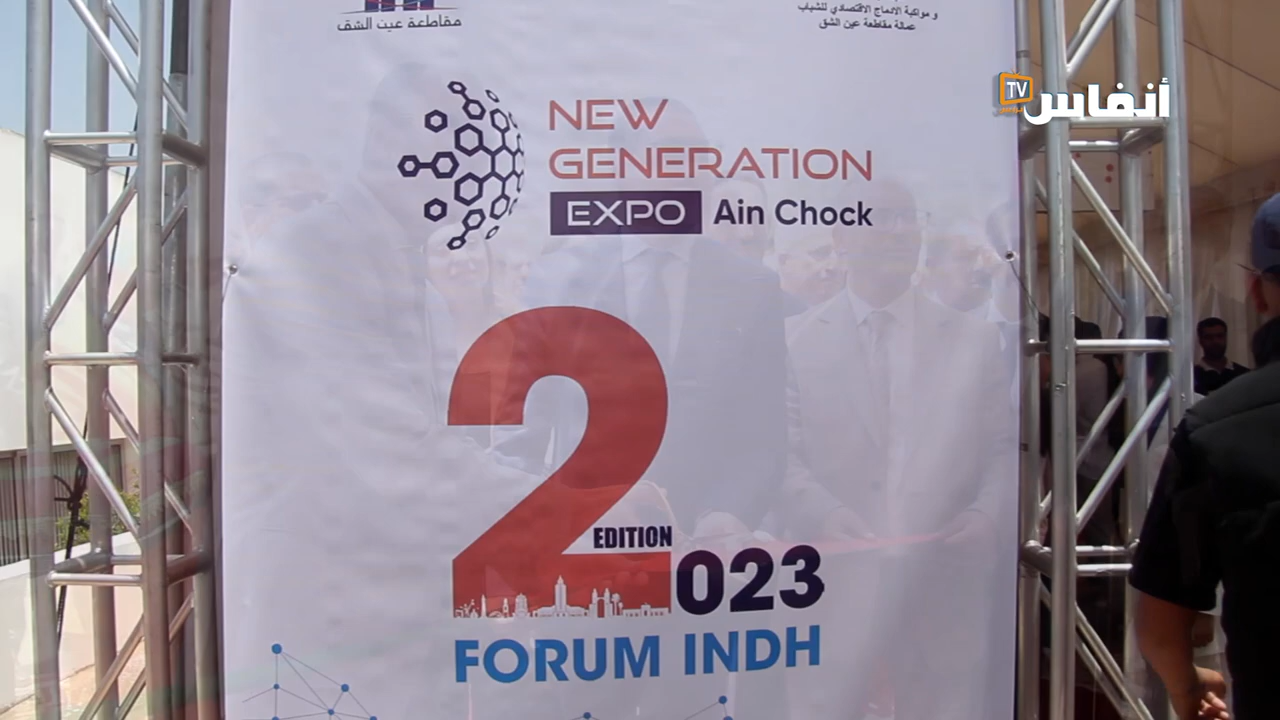 مقاطعة عين الشق
و مواكبة الادماج الاقتصادي للشباب
عمالة مقاطعة عين الشق
TV
أنفاس
NEW
GENERATION
EXPO Ain Chock
2
EDITION
2023
FORUM INDH